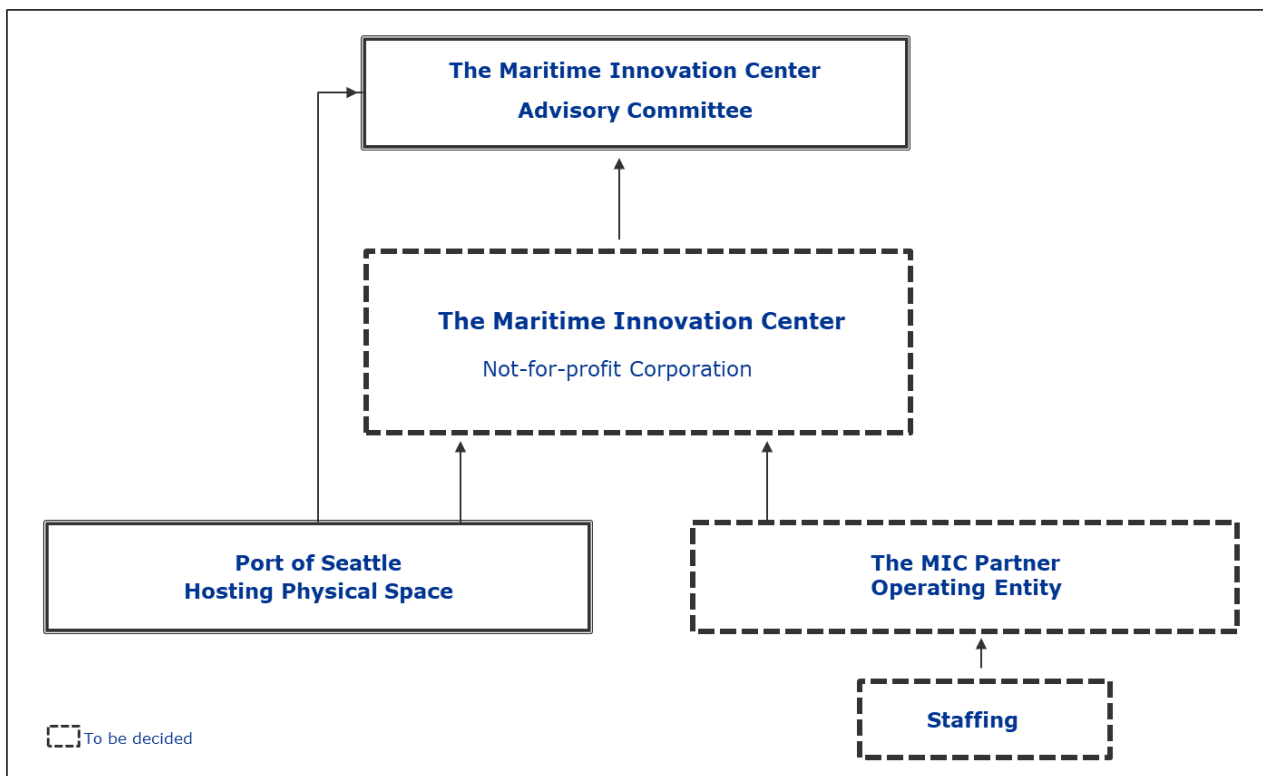 The Maritime Innovation Center
Advisory Committee
The Maritime Innovation Center
Not-for-profit Corporation
Port of Seattle
Hosting Physical Space
The MIC Partner
Operating Entity
Staffing
To be decided